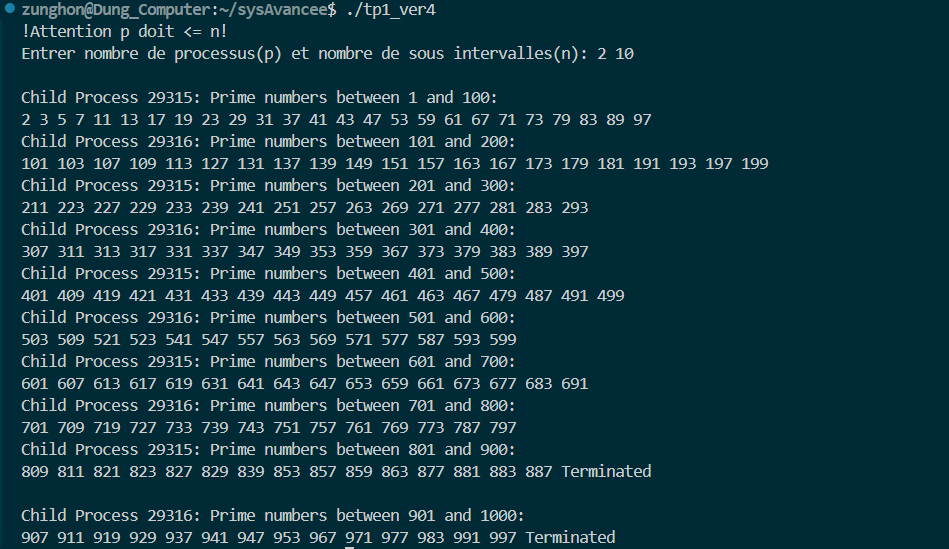 zunghon@Dung_Computer:~/sysAvancee$ ./tp1_ver4
!Attention p doit <= n!
Entrer nombre de processus(p) et nombre de sous intervalles(n): 2 10
Child Process 29315: Prime numbers between 1 and 100:
2 3 5 7 11 13 17 19 23 29 31 37 41 43 47 53 59 61 67 71 73 79 83 89 97
Child Process 29316: Prime numbers between 101 and 200:
101 103 107 109 113 127 131 137 139 149 151 157 163 167 173 179 181 191 193 197 199
Child Process 29315: Prime numbers between 201 and 300:
211 223 227 229 233 239 241 251 257 263 269 271 277 281 283 293
Child Process 29316: Prime numbers between 301 and 400:
307 311 313 317 331 337 347 349 353 359 367 373 379 383 389 397
Child Process 29315: Prime numbers between 401 and 500:
401 409 419 421 431 433 439 443 449 457 461 463 467 479 487 491 499
Child Process 29316: Prime numbers between 501 and 600:
503 509 521 523 541 547 557 563 569 571 577 587 593 599
Child Process 29315: Prime numbers between 601 and 700:
601 607 613 617 619 631 641 643 647 653 659 661 673 677 683 691
Child Process 29316: Prime numbers between 701 and 800:
701 709 719 727 733 739 743 751 757 761 769 773 787 797
Child Process 29315: Prime numbers between 801 and 900:
809 811 821 823 827 829 839 853 857 859 863 877 881 883 887 Terminated
Child Process 29316: Prime numbers between 901 and 1000:
907 911 919 929 937 941 947 953 967 971 977 983 991 997 Terminated